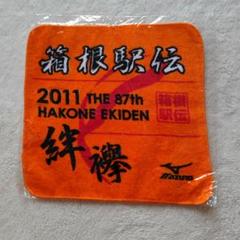 箱根駅伝
2011 THE 87th
HAKONE EKIDEN
箱根
駅伝
絆
襷
MIZUNO